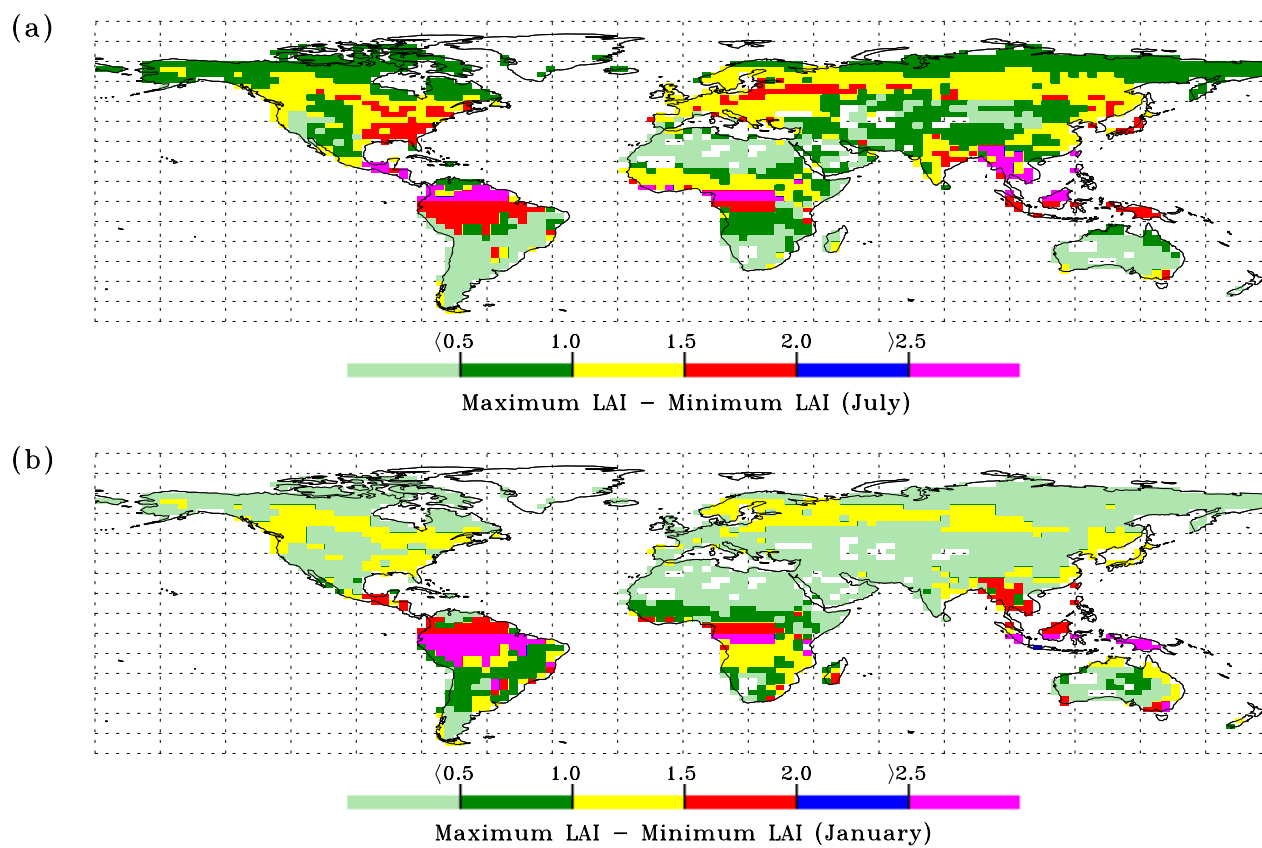 (a)
⟨0.5 1.0 1.5 2.0 ⟩2.5
Maximum LAI – Minimum LAI (July)
(b)
⟨0.5 1.0 1.5 2.0 ⟩2.5
Maximum LAI – Minimum LAI (January)